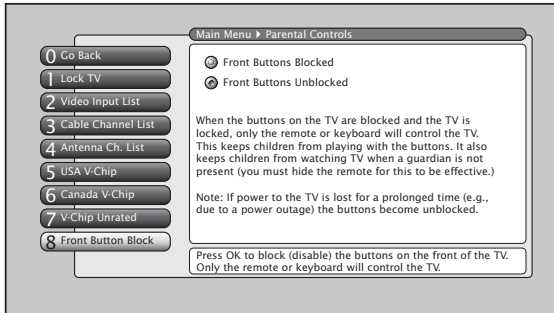 Main Menu ▶ Parental Controls
0 Go Back
1 Lock TV
2 Video Input List
3 Cable Channel List
4 Antenna Ch. List
5 USA V-Chip
6 Canada V-Chip
7 V-Chip Unrated
8 Front Button Block
Front Buttons Blocked
Front Buttons Unblocked
When the buttons on the TV are blocked and the TV is
locked, only the remote or keyboard will control the TV.
This keeps children from playing with the buttons. It also
keeps children from watching TV when a guardian is not
present (you must hide the remote for this to be effective.)
Note: If power to the TV is lost for a prolonged time (e.g.,
due to a power outage) the buttons become unblocked.
Press OK to block (disable) the buttons on the front of the TV.
Only the remote or keyboard will control the TV.